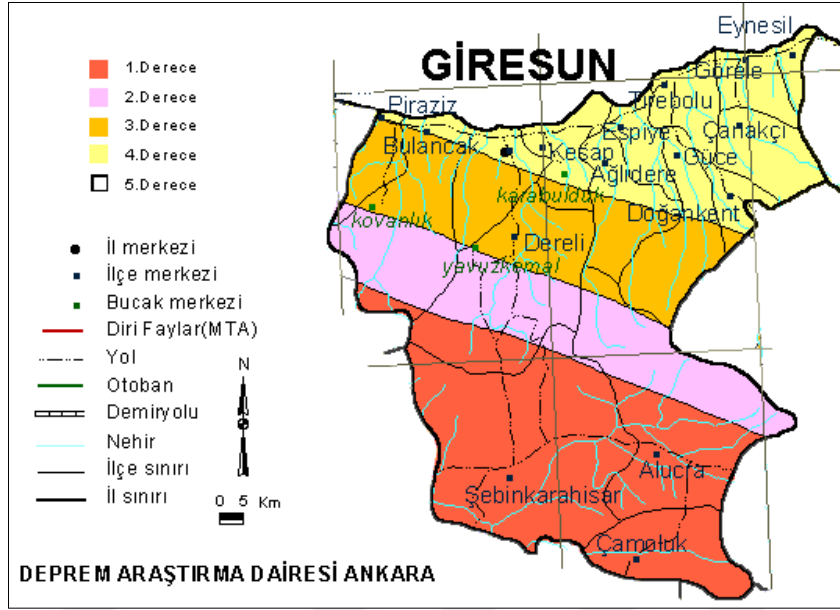 GİRESUN
1.Derece
2.Derece
3.Derece
4.Derece
5.Derece
İl merkezi
İlçe merkezi
Bucak merkezi
Diri Faylar(MTA)
Yol
Otoban
Demiryolu
Nehir
İlçe sınırı
İl sınırı
N
0 5 Km
DEPREM ARAŞTIRMA DAİRESİ ANKARA
Eynesil
Görele
Tirebolu
Piraziz
Bulancak
Keşap
Espiye
Çanakçı
Güce
Ağlıdere
karabulduk
Doğankent
kovanlık
Dereli
yavuzkemal
Alucra
Şebinkarahisar
Çamoluk